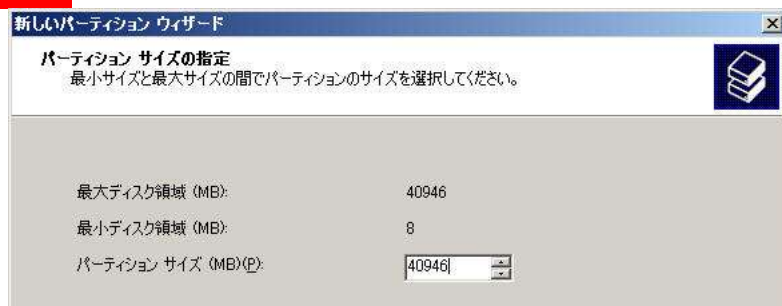 新しいパーティション ウィザード
パーティション サイズの指定
最小サイズと最大サイズの間でパーティションのサイズを選択してください。
最大ディスク領域 (MB): 40946
最小ディスク領域 (MB): 8
パーティション サイズ (MB)(P): 40946